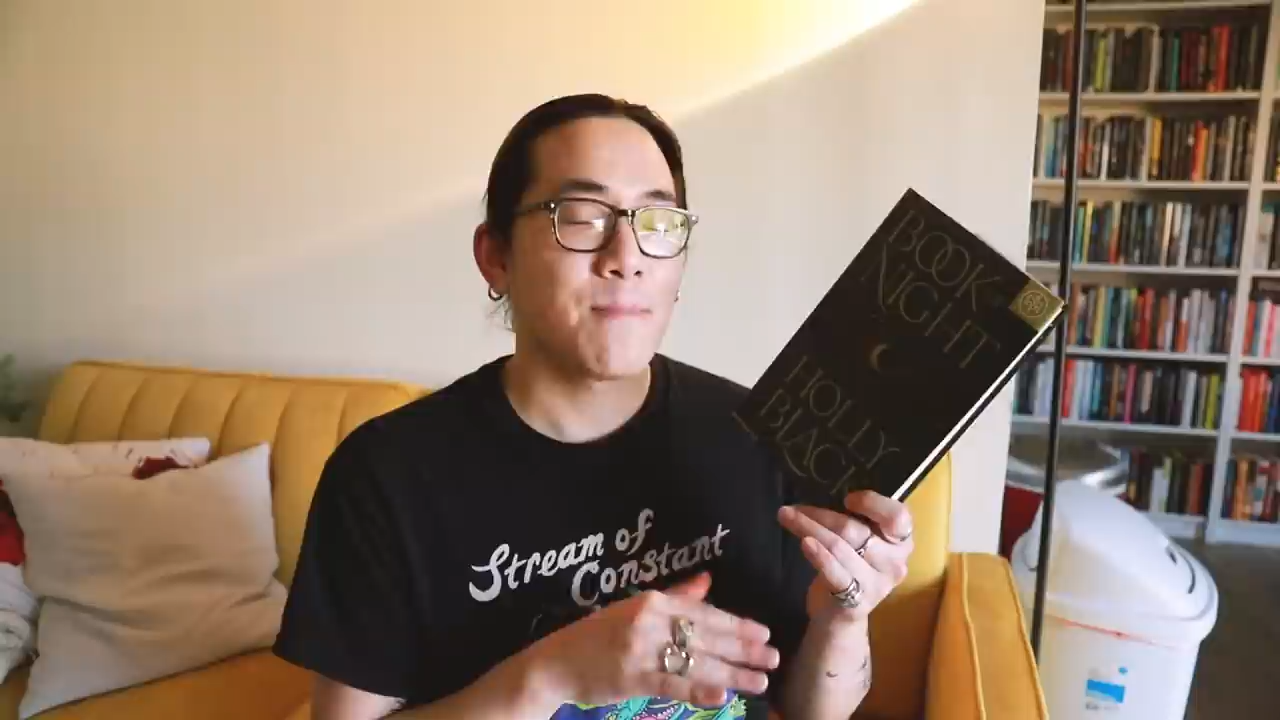 BOOK OF
NIGHT
HOLLY
BLACK
Stream of
Constant